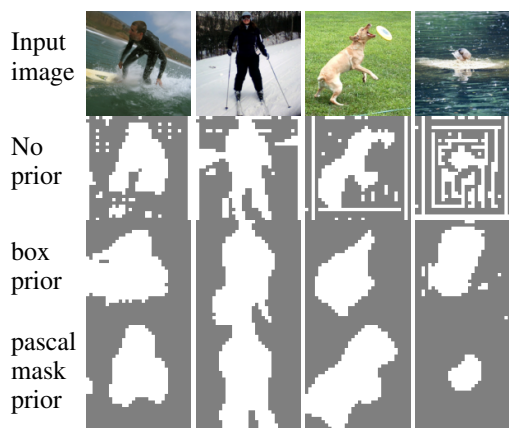 Input
image
No
prior
box
prior
pascal
mask
prior